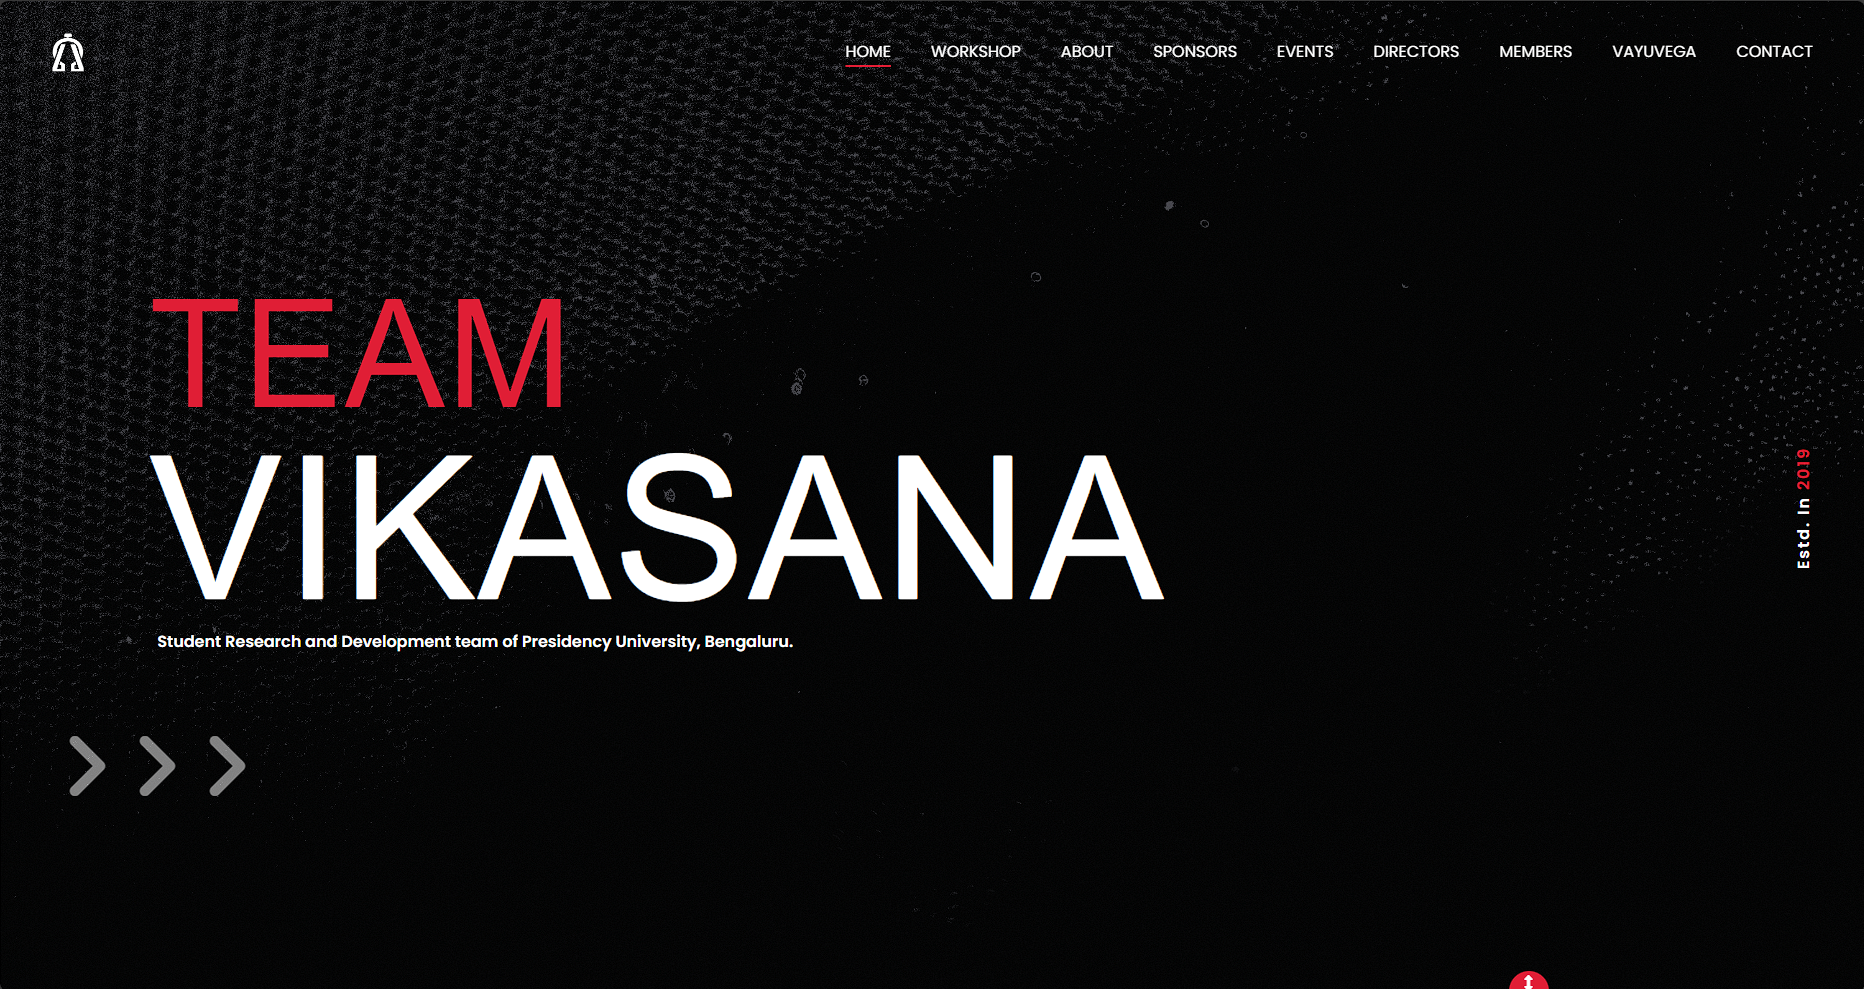 HOME WORKSHOP ABOUT SPONSORS EVENTS DIRECTORS MEMBERS VAYUVEGA CONTACT
TEAM
VIKASANA
Student Research and Development team of Presidency University, Bengaluru.
Estd. In 2019